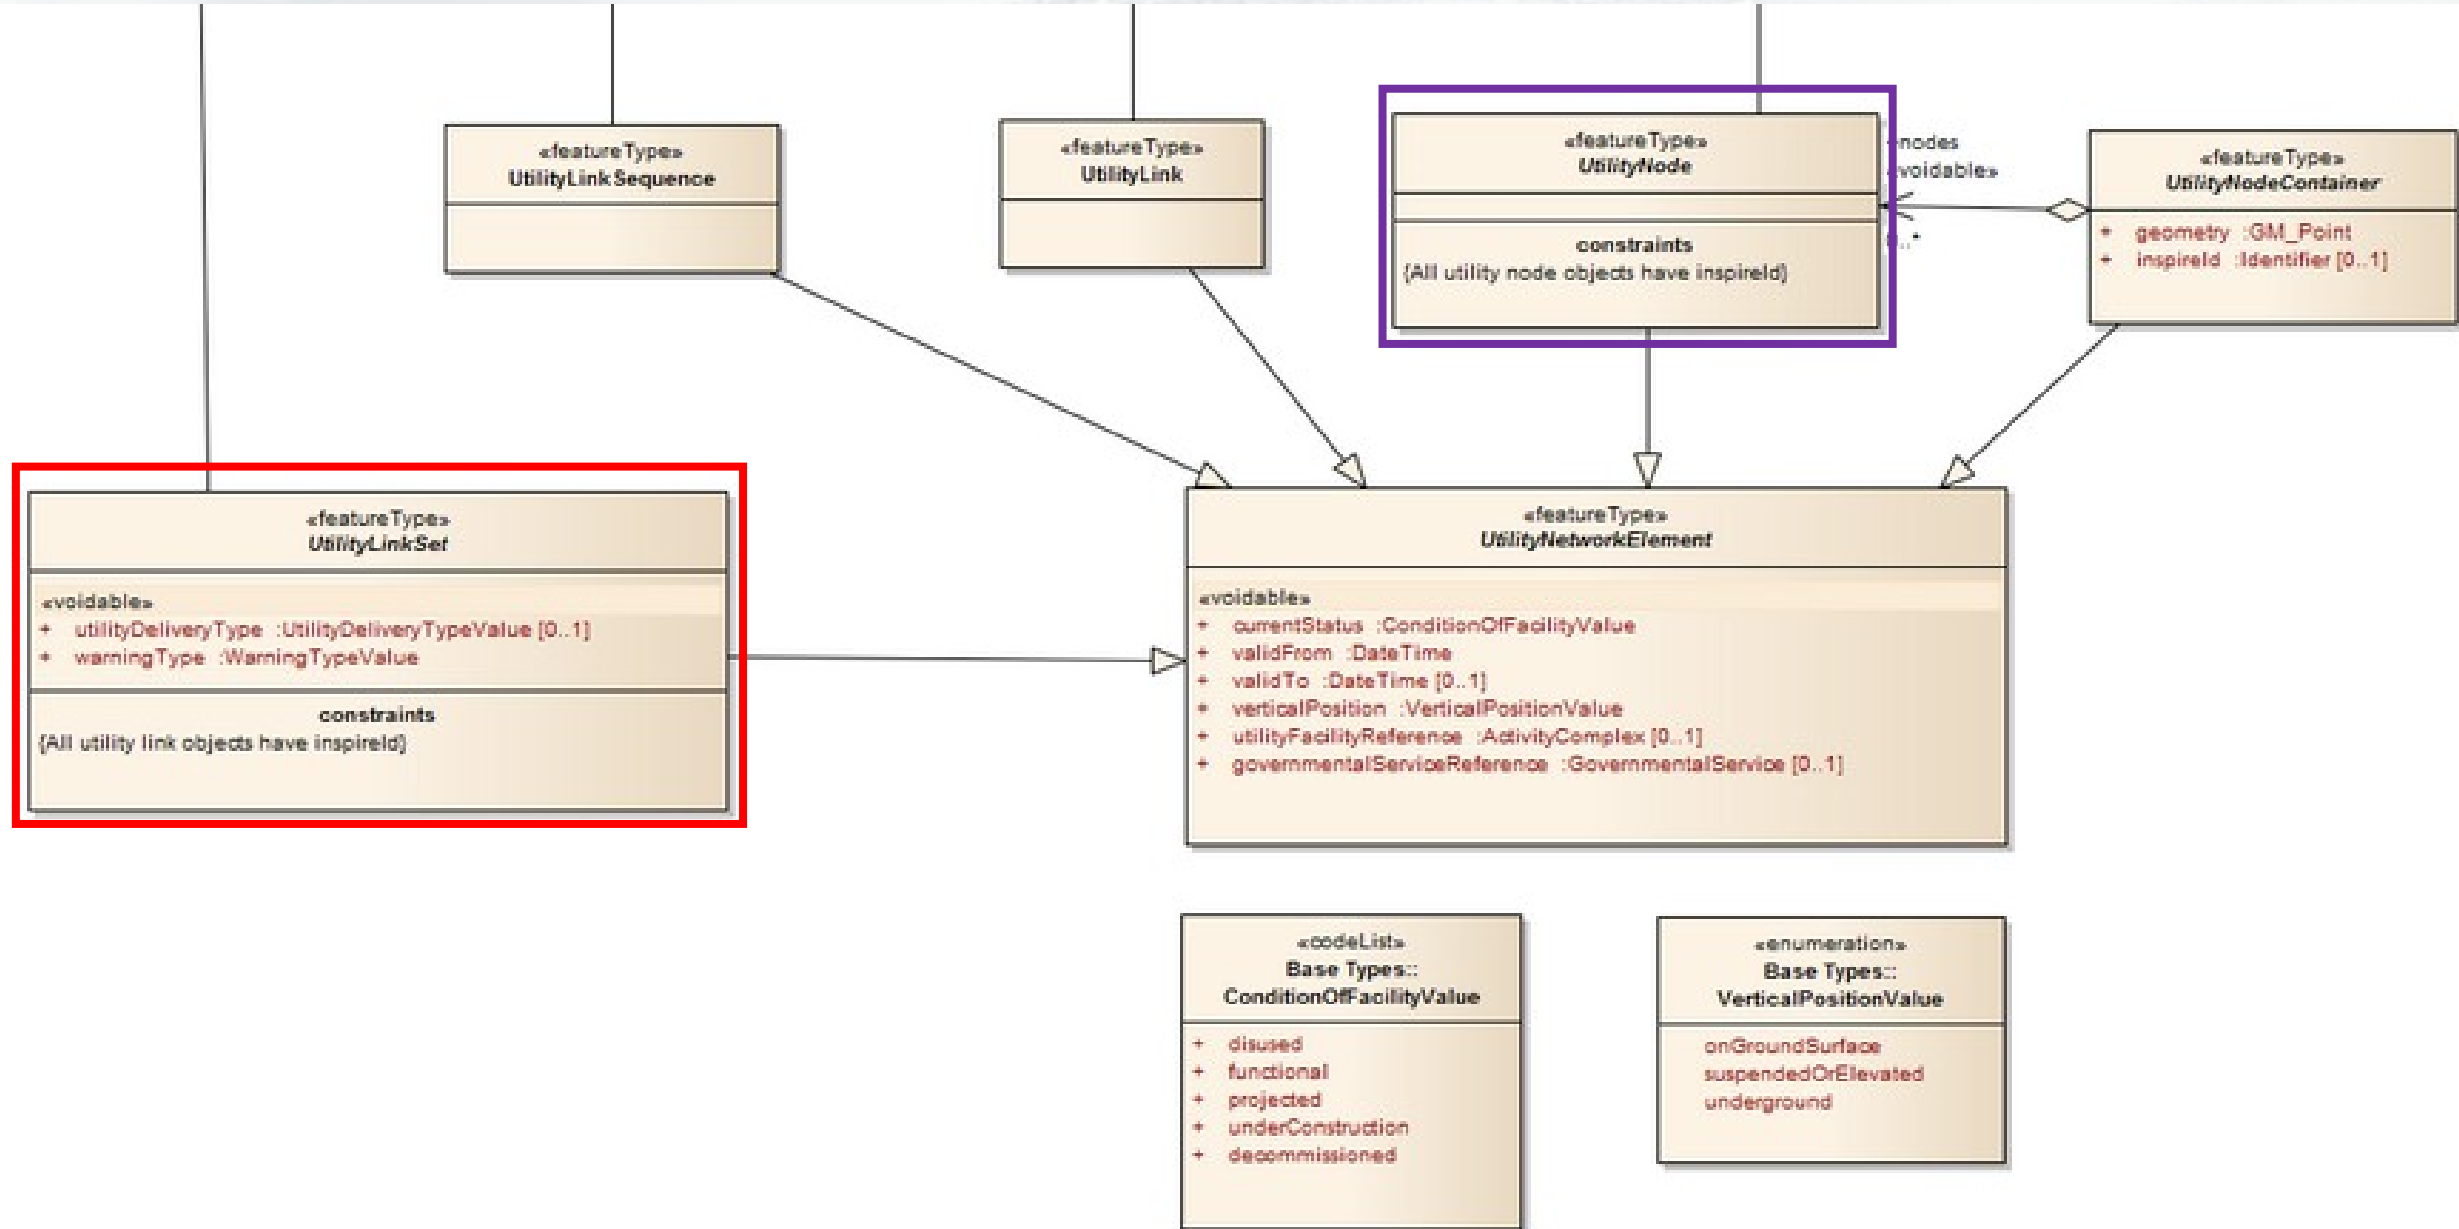 «featureType»
UtilityLinkSequence
«featureType»
UtilityLink
«featureType»
UtilityNode
constraints
{All utility node objects have inspireId}
nodes
voidable»
«featureType»
UtilityNodeContainer
+ geometry :GM_Point
+ inspireId :Identifier [0..1]
«featureType»
UtilityLinkSet
«voidable»
+ utilityDeliveryType :UtilityDeliveryTypeValue [0..1]
+ warningType :WarningTypeValue
constraints
{All utility link objects have inspireId}
«featureType»
UtilityNetworkElement
«voidable»
+ currentStatus :ConditionOfFacilityValue
+ validFrom :DateTime
+ validTo :DateTime [0..1]
+ verticalPosition :VerticalPositionValue
+ utilityFacilityReference :ActivityComplex [0..1]
+ governmentalServiceReference :GovernmentalService [0..1]
«codeList»
Base Types::
ConditionOfFacilityValue
+ disused
+ functional
+ projected
+ underConstruction
+ decommissioned
«enumeration»
Base Types::
VerticalPositionValue
onGroundSurface
suspendedOrElevated
underground